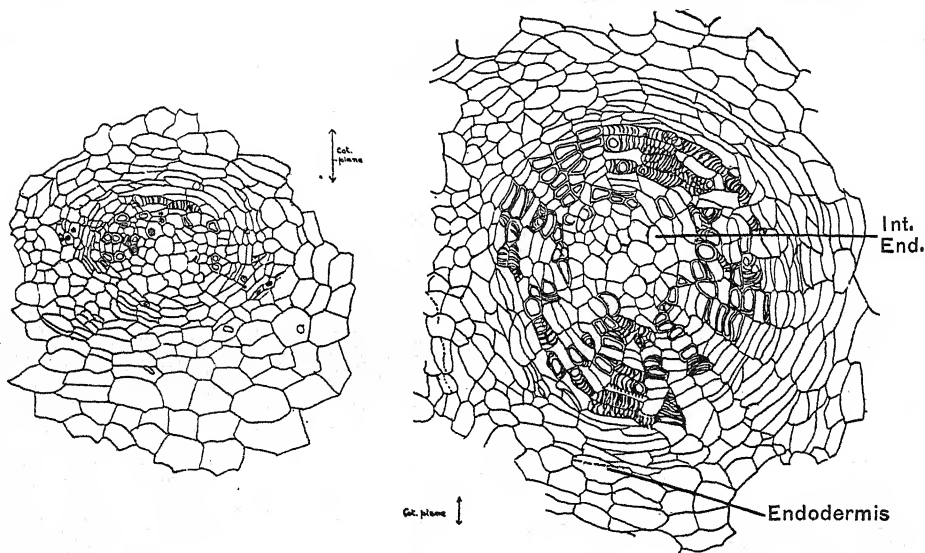 Cot.
plane
Int.
End.
Cot. plane
Endodermis